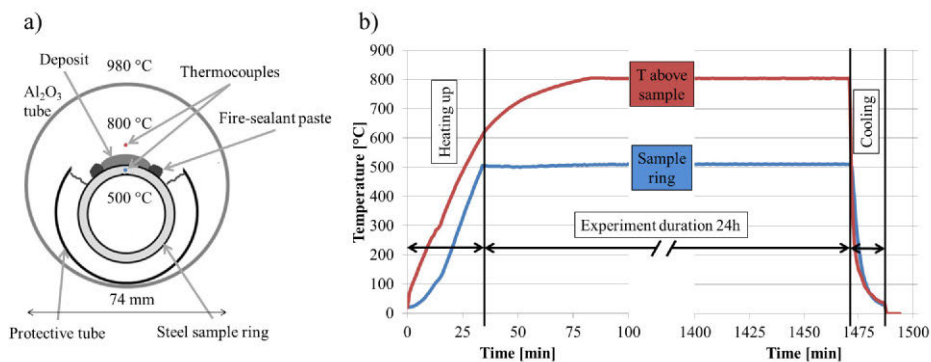 a)
Deposit
980 °C
Al₂O₃
tube
Thermocouples
800 °C
Fire-sealant paste
500 °C
74 mm
Protective tube
Steel sample ring
b)
Temperature [°C]
900
800
700
600
500
400
300
200
100
0
Heating up
T above
sample
Sample
ring
Cooling
Experiment duration 24h
0
25
50
75
100
1400
1425
1450
1475
1500
Time [min]
Time [min]